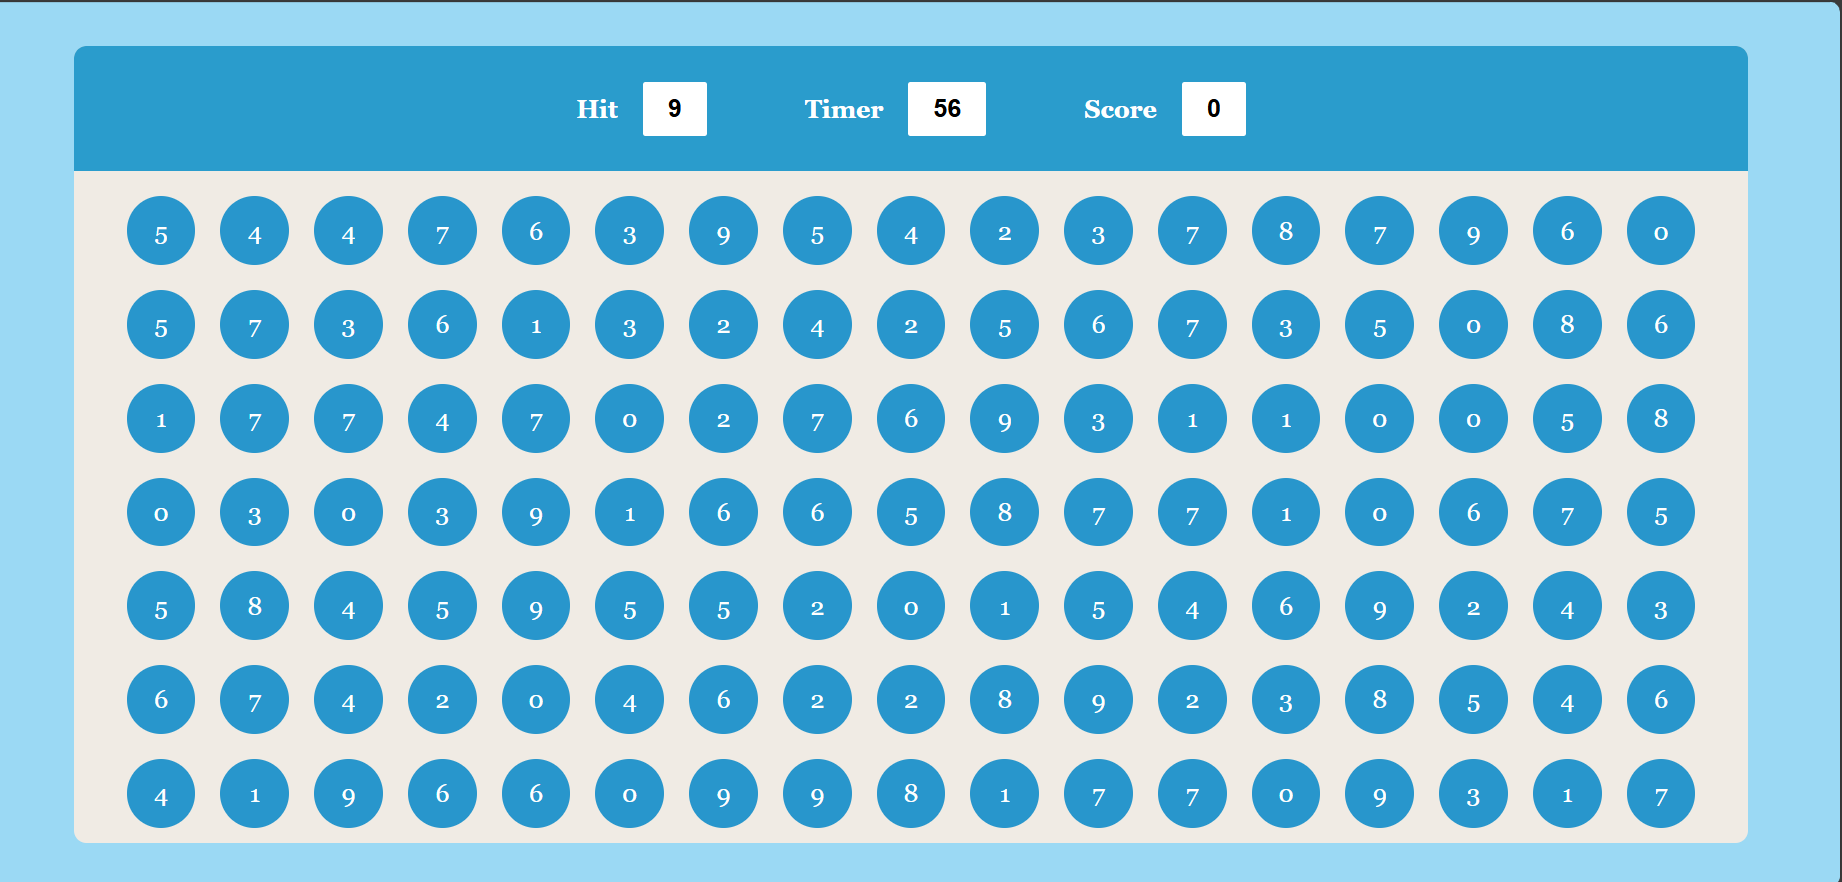 Hit 9 Timer 56 Score 0
5 4 4 7 6 3 9 5 4 2 3 7 8 7 9 6 0
5 7 3 6 1 3 2 4 2 5 6 7 3 5 0 8 6
1 7 7 4 7 0 2 7 6 9 3 1 1 0 0 5 8
0 3 0 3 9 1 6 6 5 8 7 7 1 0 6 7 5
5 8 4 5 9 5 5 2 0 1 5 4 6 9 2 4 3
6 7 4 2 0 4 6 2 2 8 9 2 3 8 5 4 6
4 1 9 6 6 0 9 9 8 1 7 7 0 9 3 1 7